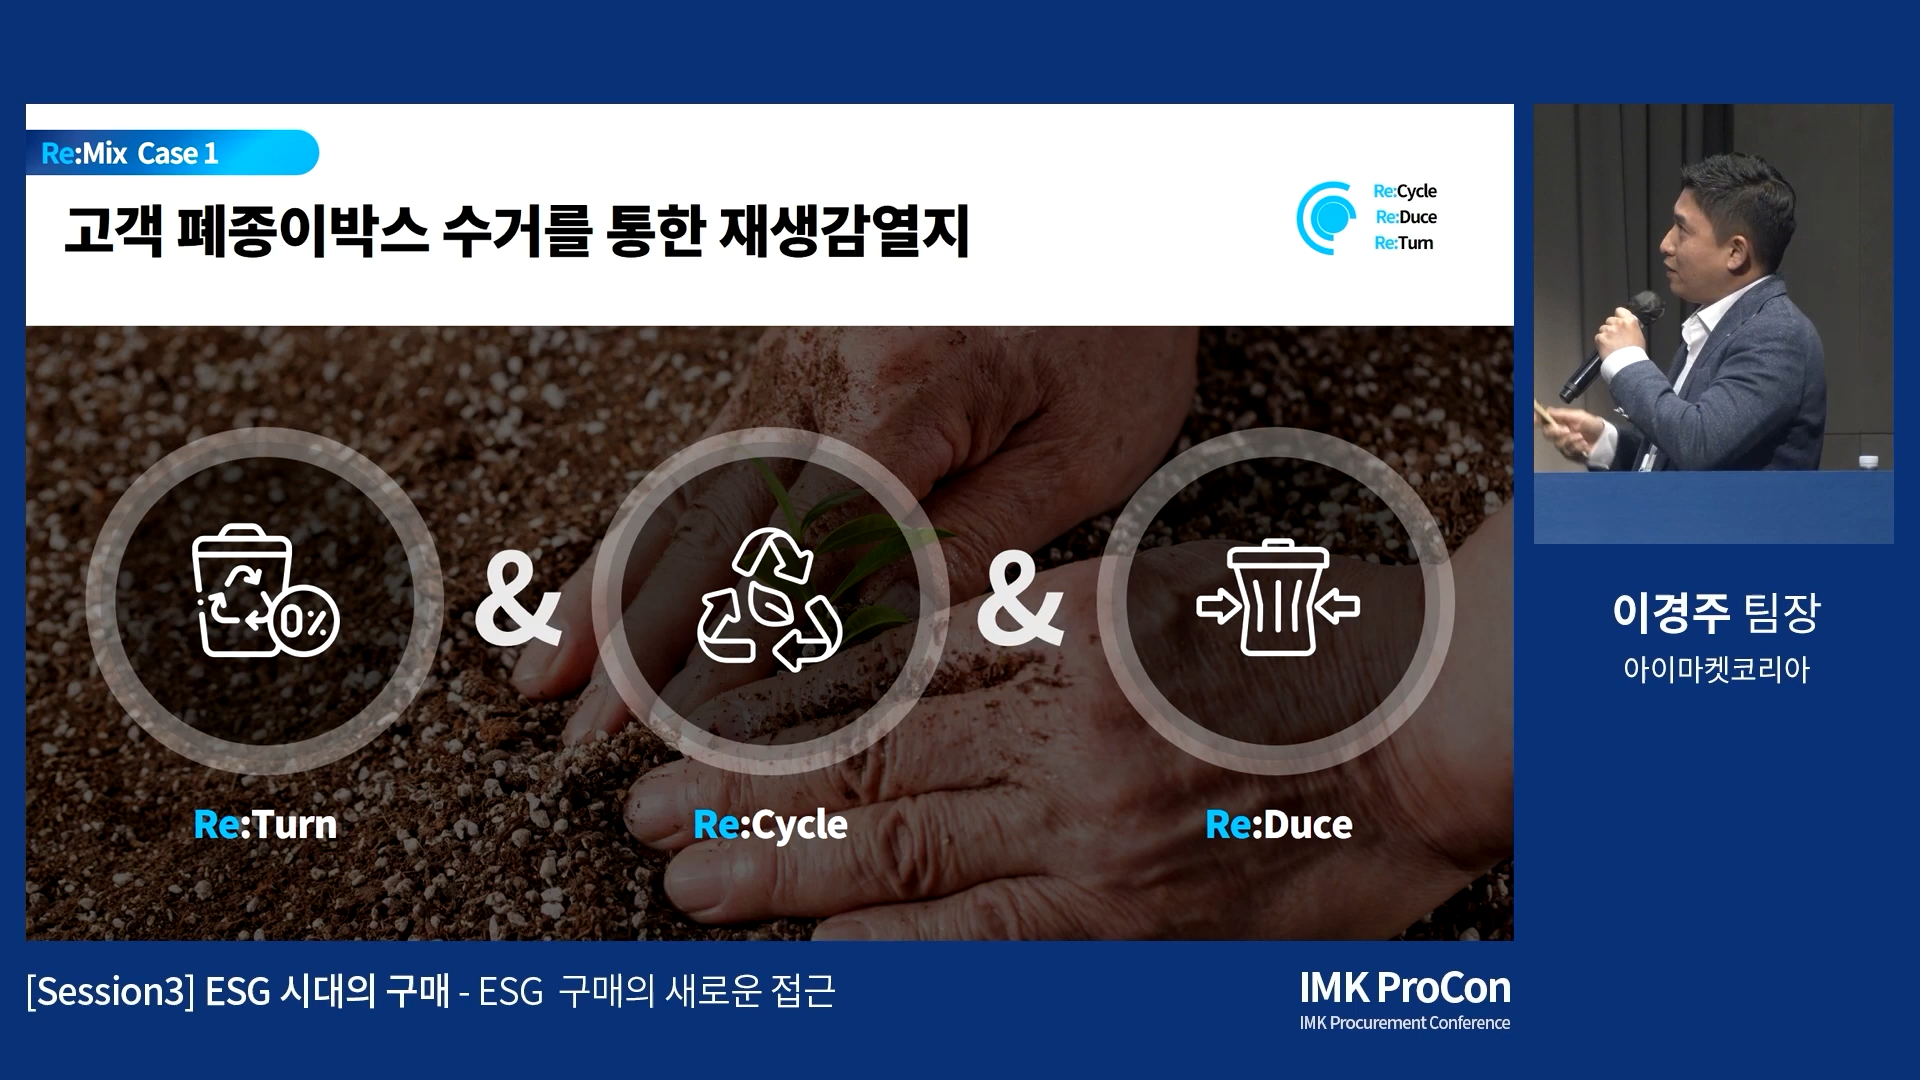 Re:Mix Case 1
고객 폐종이박스 수거를 통한 재생감열지
Re:Cycle
Re:Duce
Re:Turn
0%
&
&
Re:Turn
Re:Cycle
Re:Duce
이경주 팀장
아이마켓코리아
[Session3] ESG 시대의 구매 - ESG 구매의 새로운 접근
IMK ProCon
IMK Procurement Conference